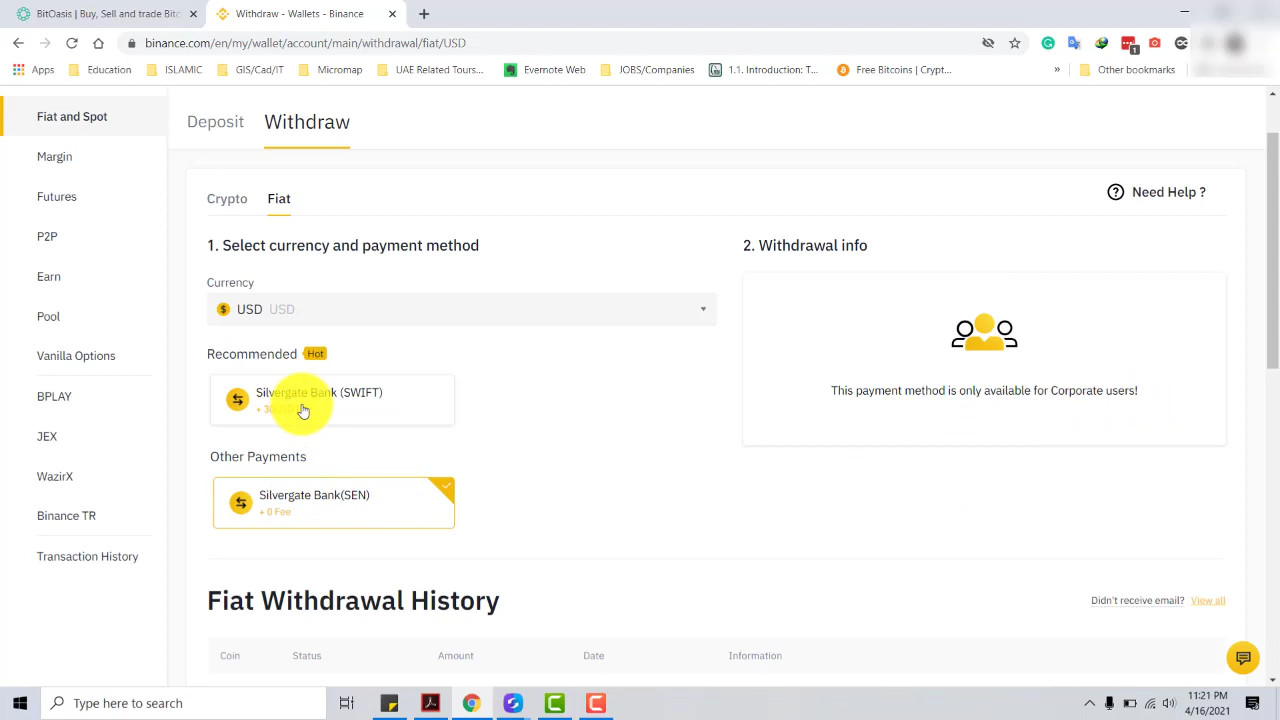 BitOasis | Buy, Sell and trade Bitc
Withdraw - Wallets - Binance
binance.com/en/my/wallet/account/main/withdrawal/fiat/USD
1
Apps
Education
ISLAMIC
GIS/Cad/IT
Micromap
UAE Related Tours...
Evernote Web
JOBS/Companies
1.1. Introduction: T...
Free Bitcoins | Crypt...
»
Other bookmarks
Fiat and Spot
Margin
Futures
P2P
Earn
Pool
Vanilla Options
BPLAY
JEX
WazirX
Binance TR
Transaction History
Deposit
Withdraw
Crypto
Fiat
Need Help ?
1. Select currency and payment method
Currency
USD USD
Recommended Hot
Silvergate Bank (SWIFT)
Other Payments
Silvergate Bank(SEN)
+ 0 Fee
2. Withdrawal info
This payment method is only available for Corporate users!
Fiat Withdrawal History
Didn't receive email? View all
Coin Status Amount Date Information
Type here to search
11:21 PM
4/16/2021